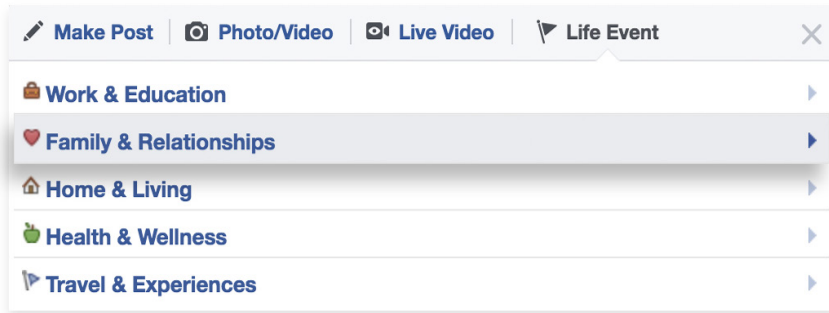 Make Post Photo/Video Live Video Life Event
Work & Education
Family & Relationships
Home & Living
Health & Wellness
Travel & Experiences